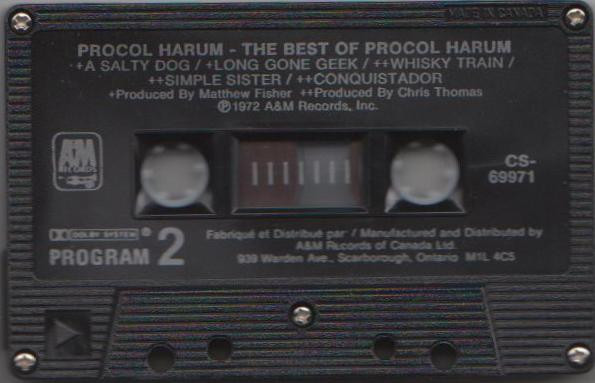 MADE IN CANADA
PROCOL HARUM - THE BEST OF PROCOL HARUM
+A SALTY DOG / +LONG GONE GEEK / ++WHISKY TRAIN /
++SIMPLE SISTER / ++CONQUISTADOR
+Produced By Matthew Fisher ++Produced By Chris Thomas
℗1972 A&M Records, Inc.
A&M
RECORDS
CS-
69971
DOLBY SYSTEM®
PROGRAM 2
Fabriqué et Distribué par / Manufactured and Distributed by
A&M Records of Canada Ltd.
939 Warden Ave., Scarborough, Ontario M1L 4C5